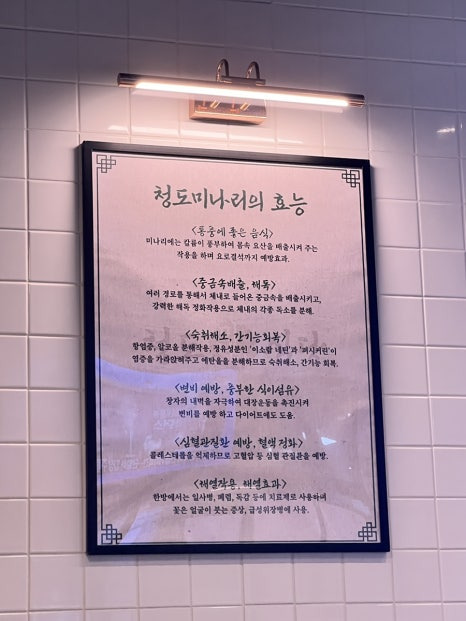 청도미나리의 효능
<통풍에 좋은 음식>
미나리에는 칼륨이 풍부하여 몸속 요산을 배출시켜 주는
작용을 하며 요로결석까지 예방효과.
<중금속배출, 해독>
여러 경로를 통해서 체내로 들어온 중금속을 배출시키고,
강력한 해독 정화작용으로 체내의 각종 독소를 분해.
<숙취해소, 간기능회복>
항염증, 알코올 분해작용, 정유성분인 '이소람 네틴'과 '페시카린'이
염증을 가라앉혀주고 에탄올을 분해하므로 숙취해소, 간기능 회복.
<변비 예방, 풍부한 식이섬유>
창자의 내벽을 자극하여 대장운동을 촉진시켜
변비를 예방 하고 다이어트에도 도움.
<심혈관질환 예방, 혈액 정화>
콜레스테롤을 억제하므로 고혈압 등 심혈 관질환을 예방.
<해열작용, 해열효과>
한방에서는 일사병, 폐렴, 독감 등에 치료제로 사용하며
꽃은 얼굴이 붓는 증상, 급성위장병에 사용.